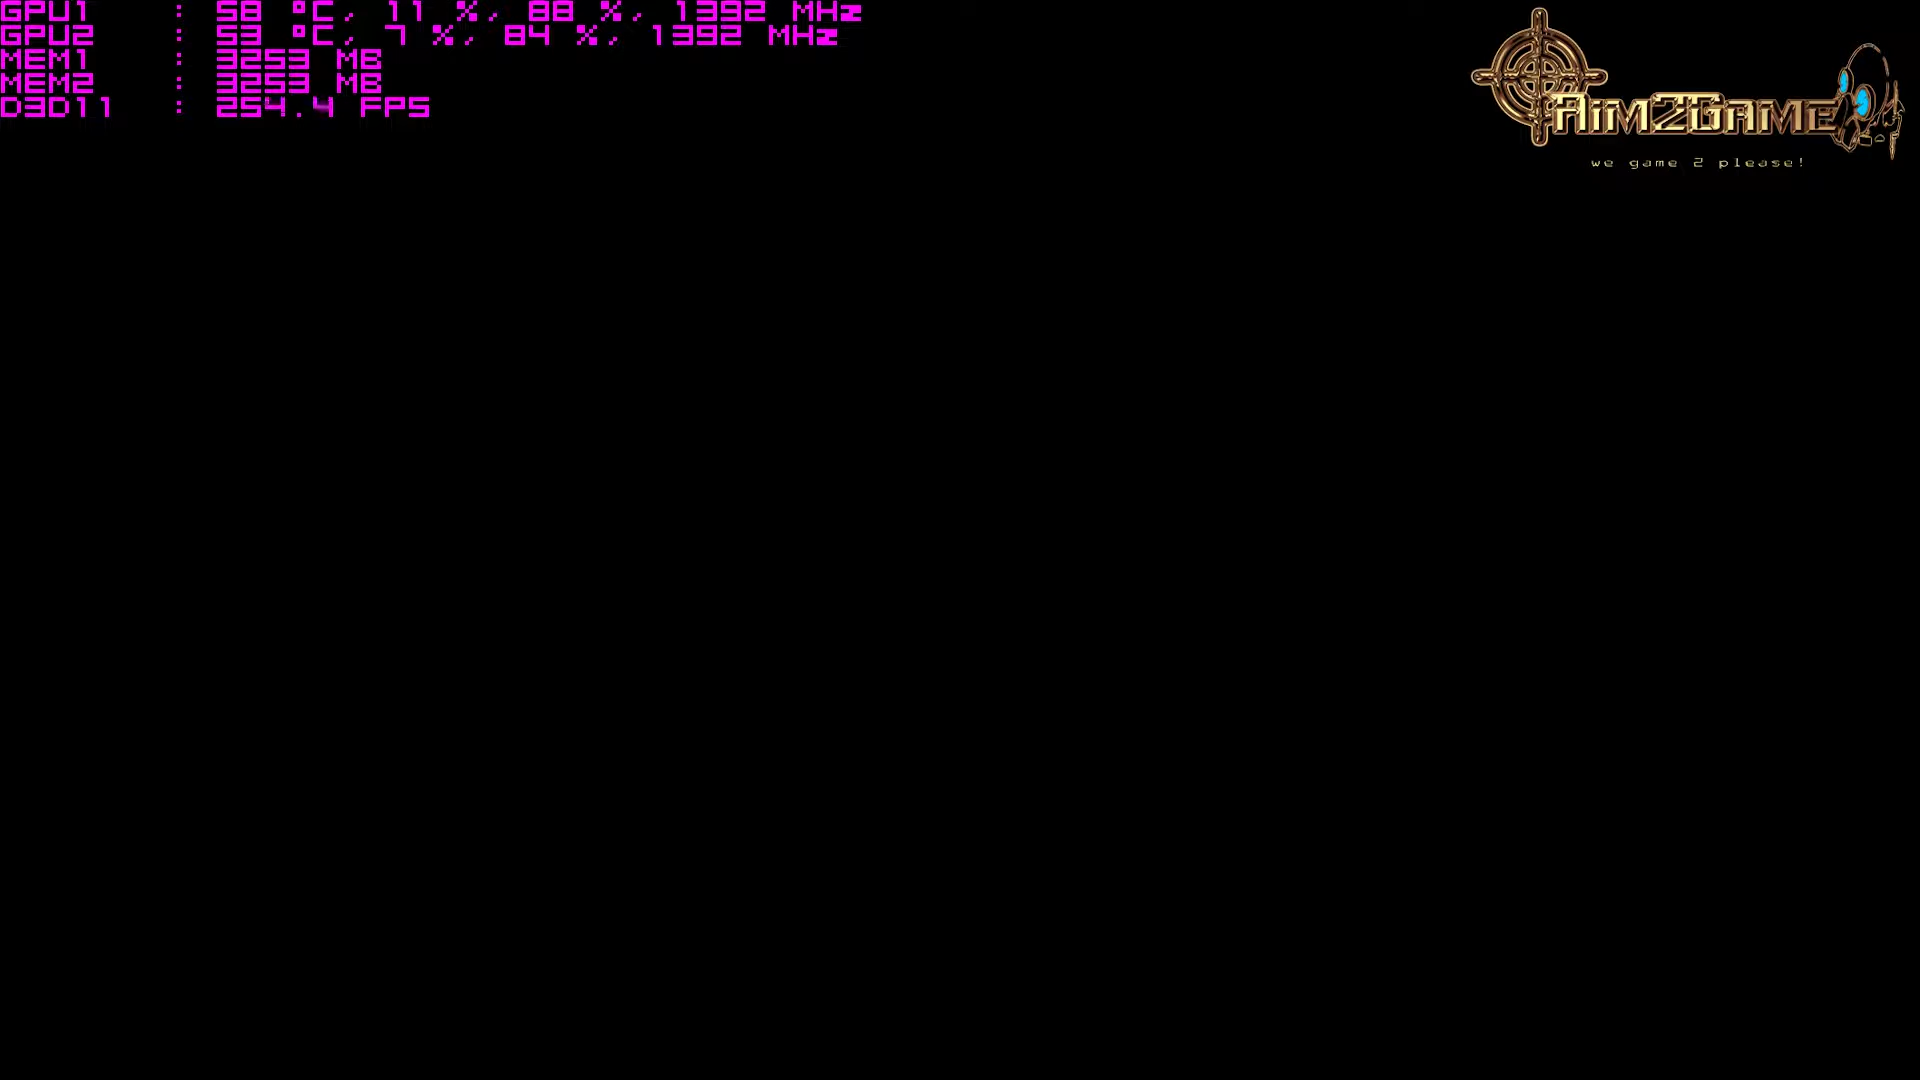 GPU1 : 58 °C, 11 %, 88 %, 1392 MHz
GPU2 : 53 °C, 7 %, 84 %, 1392 MHz
MEM1 : 3253 MB
MEM2 : 3253 MB
D3D11 : 254.4 FPS
Aim2Game
we game 2 please!